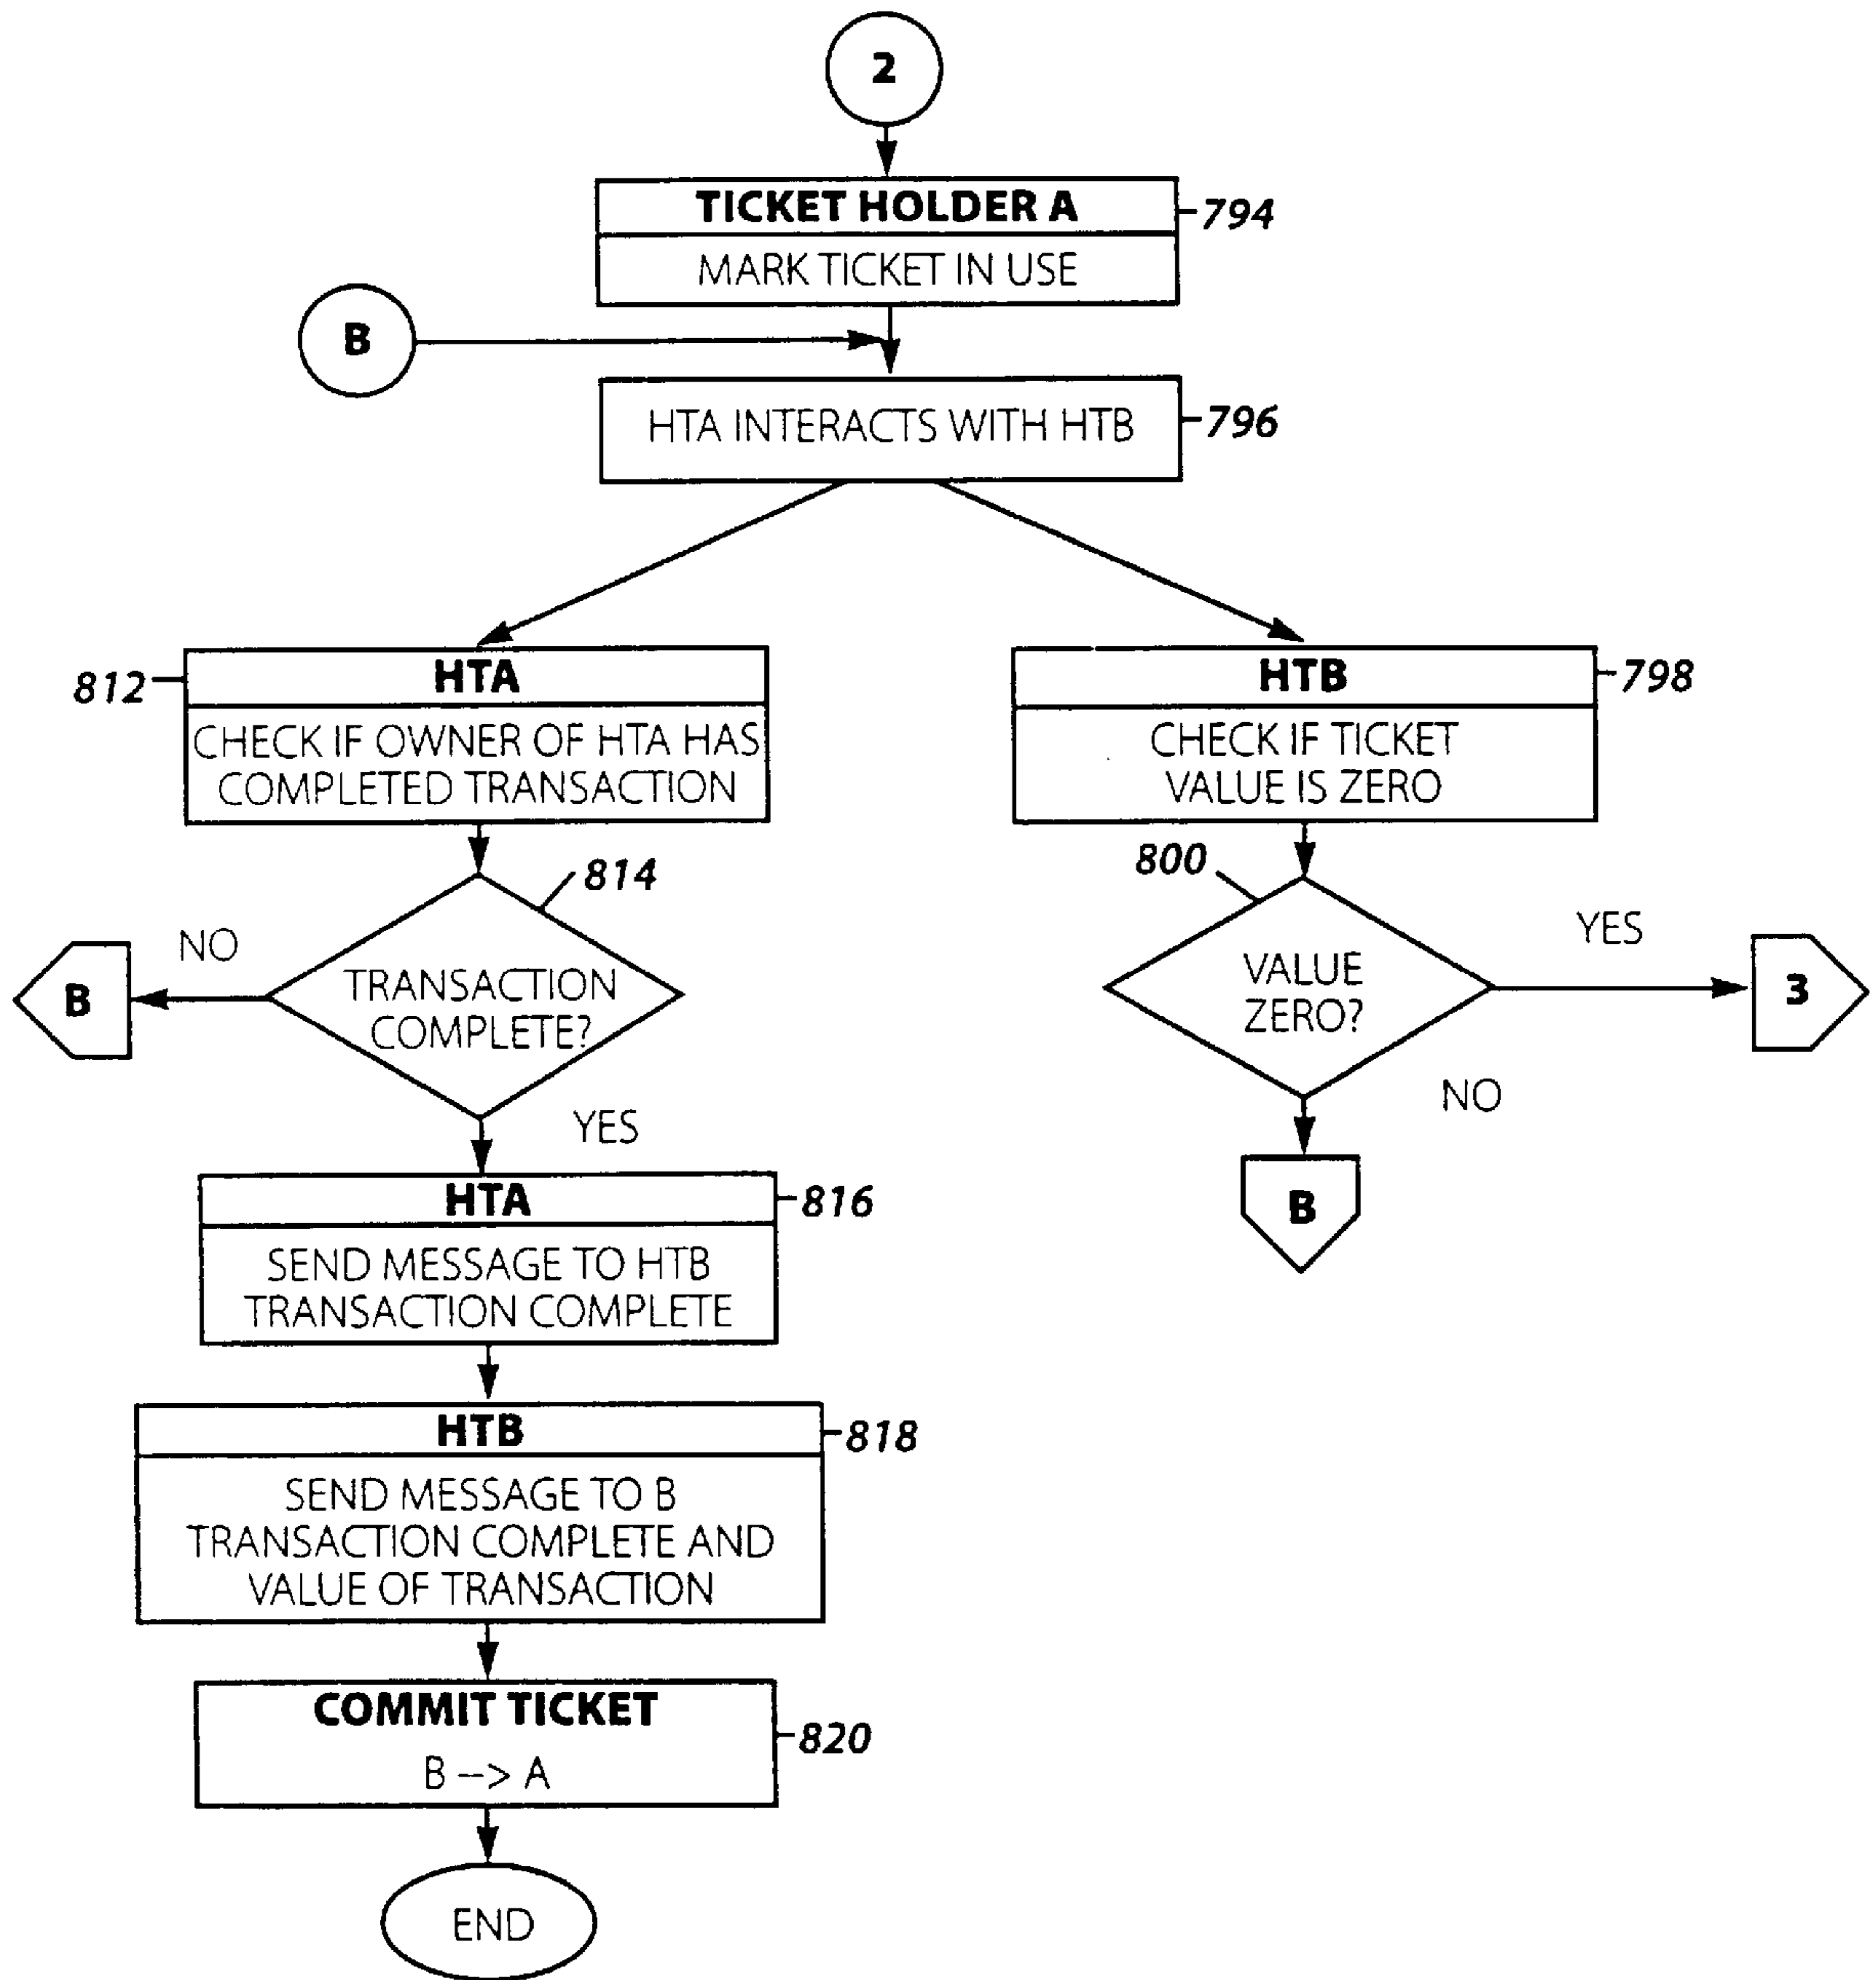 2
TICKET HOLDER A
794
MARK TICKET IN USE
B
HTA INTERACTS WITH HTB
796
812
HTA
CHECK IF OWNER OF HTA HAS
COMPLETED TRANSACTION
HTB
798
CHECK IF TICKET
VALUE IS ZERO
814
800
NO
B
TRANSACTION
COMPLETE?
YES
VALUE
ZERO?
YES
3
NO
B
HTA
816
SEND MESSAGE TO HTB
TRANSACTION COMPLETE
HTB
818
SEND MESSAGE TO B
TRANSACTION COMPLETE AND
VALUE OF TRANSACTION
COMMIT TICKET
820
B --> A
END